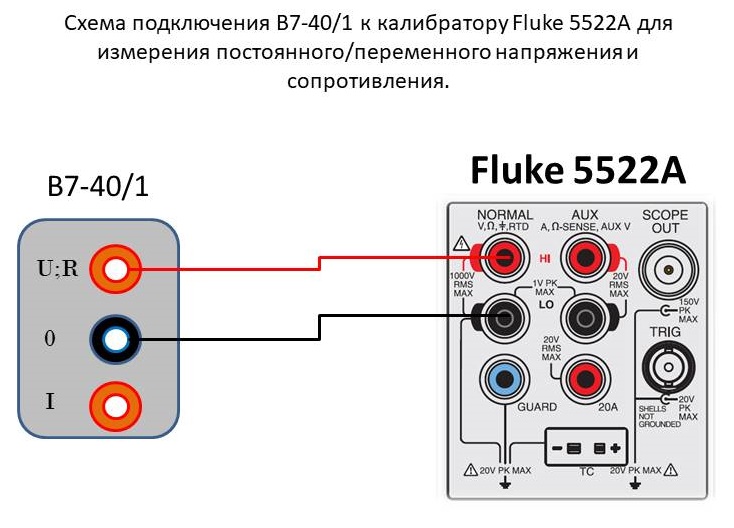 Схема подключения В7-40/1 к калибратору Fluke 5522A для
измерения постоянного/переменного напряжения и
сопротивления.
Fluke 5522A
В7-40/1
NORMAL
V,Ω,⏚,RTD
AUX
A, Ω-SENSE, AUX V
SCOPE
OUT
U;R
HI
1000V
RMS
MAX
20V
RMS
MAX
1V PK
MAX
LO
150V
PK
MAX
0
TRIG
20V
RMS
MAX
I
GUARD
20A
SHELLS
NOT
GROUNDED
20V
PK
MAX
20V PK MAX
TC
20V PK MAX